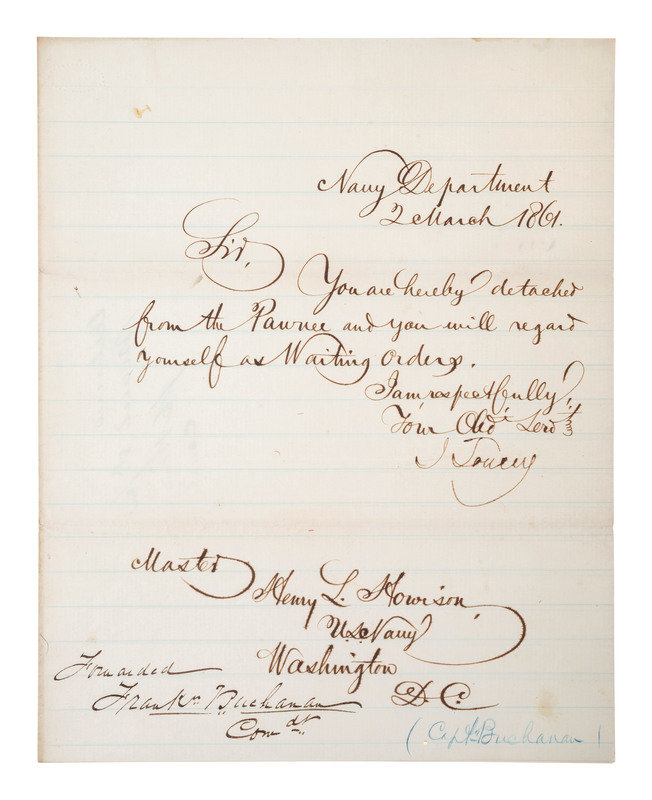 Navy Department
2 March 1861.
Sir,
You are hereby detached
from the Pawnee and you will regard
yourself as Waiting orders.
I am, respectfully,
Your Obdt Servt
I Toucey
Master
Henry L. Howison,
U.S. Navy
Washington
D.C.
Forwarded
Frankn Buchanan
Comdt.
(Capt Buchanan)